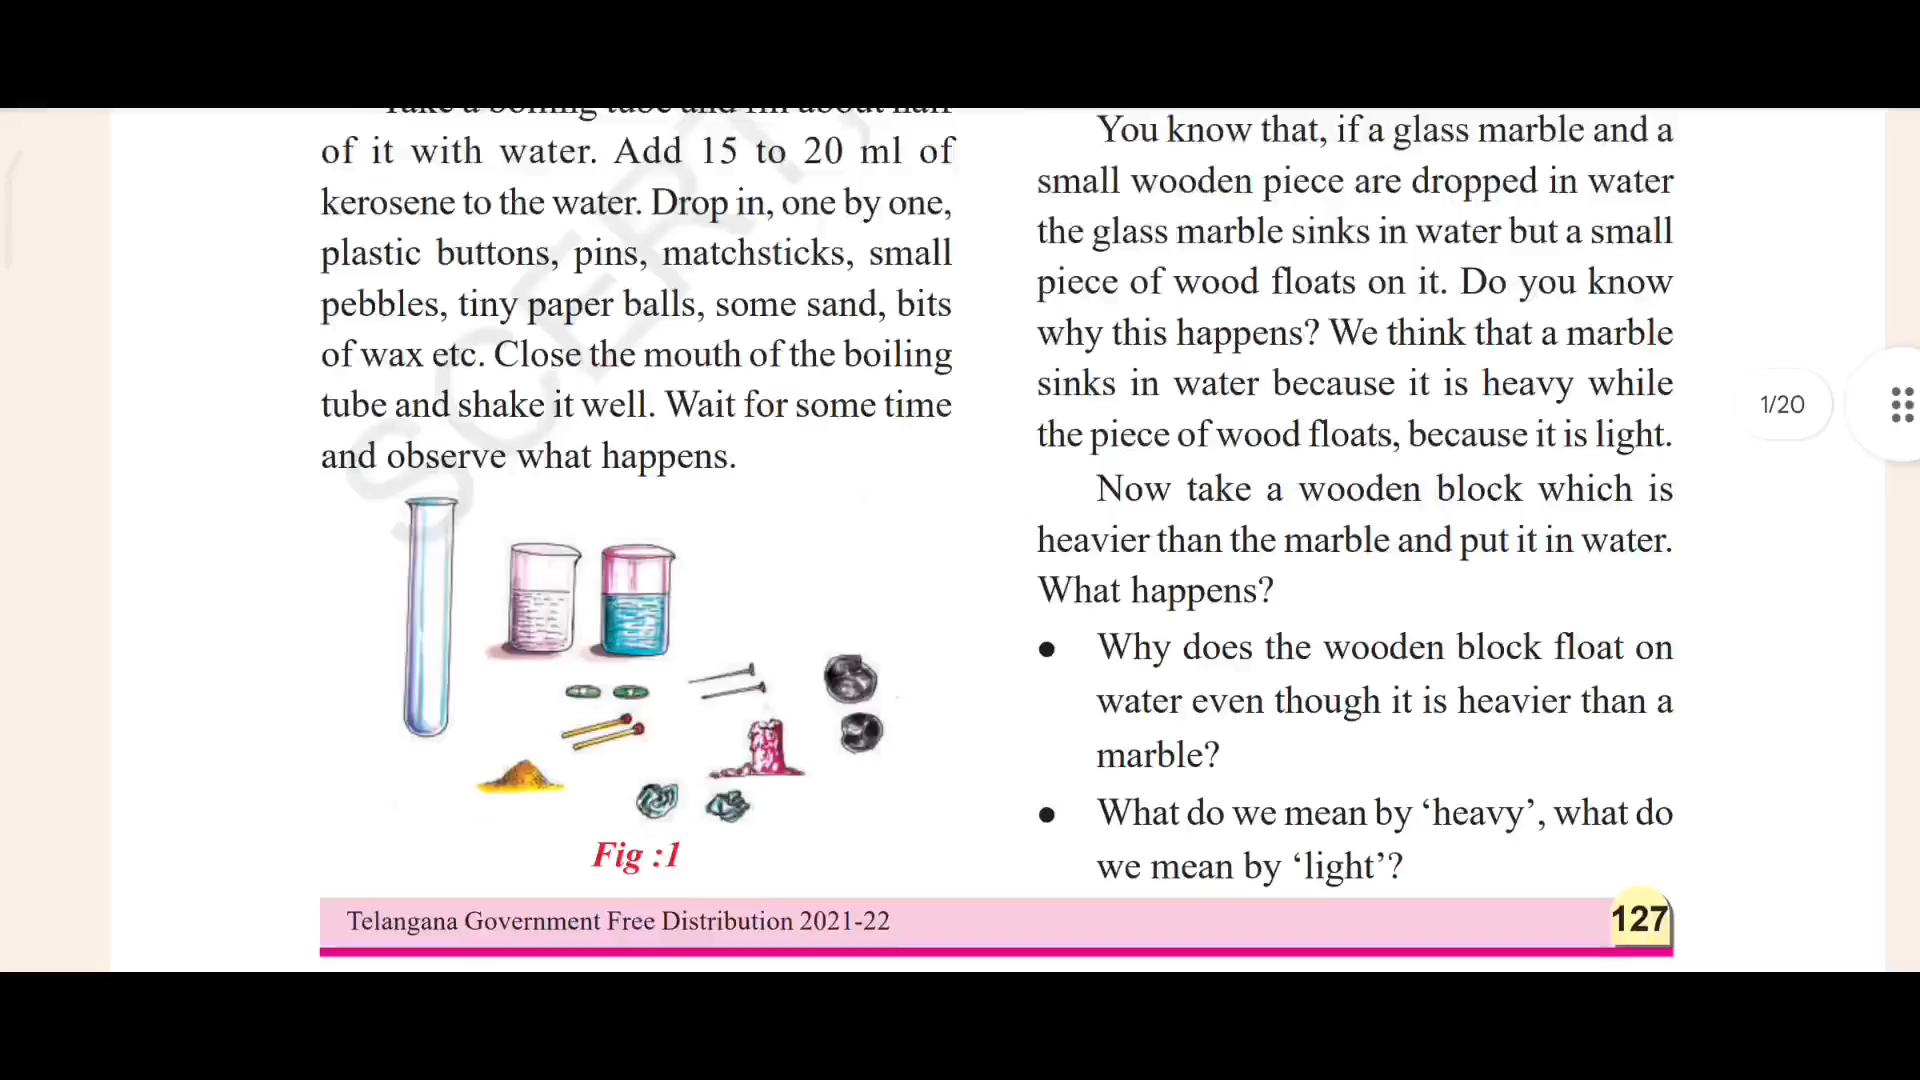 Take a boiling tube and fill about half
of it with water. Add 15 to 20 ml of
kerosene to the water. Drop in, one by one,
plastic buttons, pins, matchsticks, small
pebbles, tiny paper balls, some sand, bits
of wax etc. Close the mouth of the boiling
tube and shake it well. Wait for some time
and observe what happens.
Fig :1
You know that, if a glass marble and a
small wooden piece are dropped in water
the glass marble sinks in water but a small
piece of wood floats on it. Do you know
why this happens? We think that a marble
sinks in water because it is heavy while
the piece of wood floats, because it is light.
Now take a wooden block which is
heavier than the marble and put it in water.
What happens?
● Why does the wooden block float on
water even though it is heavier than a
marble?
● What do we mean by ‘heavy’, what do
we mean by ‘light’?
Telangana Government Free Distribution 2021-22
127
1/20
SCERT,